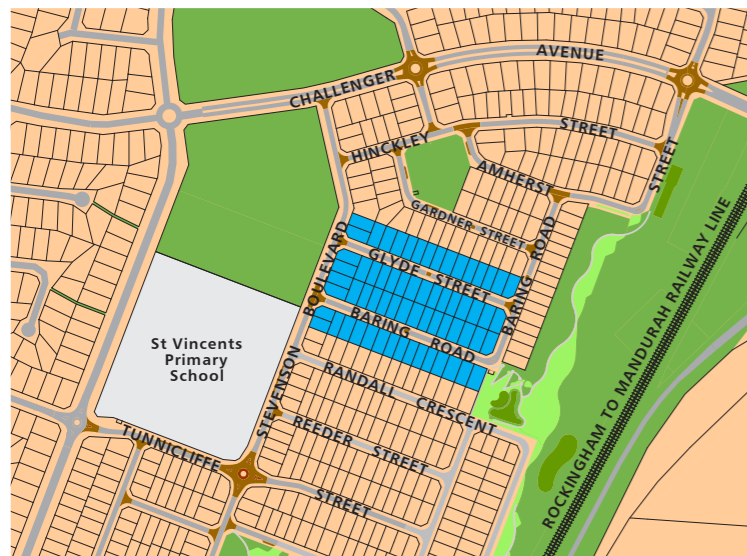 AVENUE
CHALLENGER
STREET
HINCKLEY
STREET
AMHERST
GARDNER STREET
BOULEVARD
GLYDE STREET
BARING ROAD
BARING ROAD
St Vincents
Primary
School
STEVENSON
RANDALL CRESCENT
TUNNICLIFFE
REEDER STREET
STREET
ROCKINGHAM TO MANDURAH RAILWAY LINE